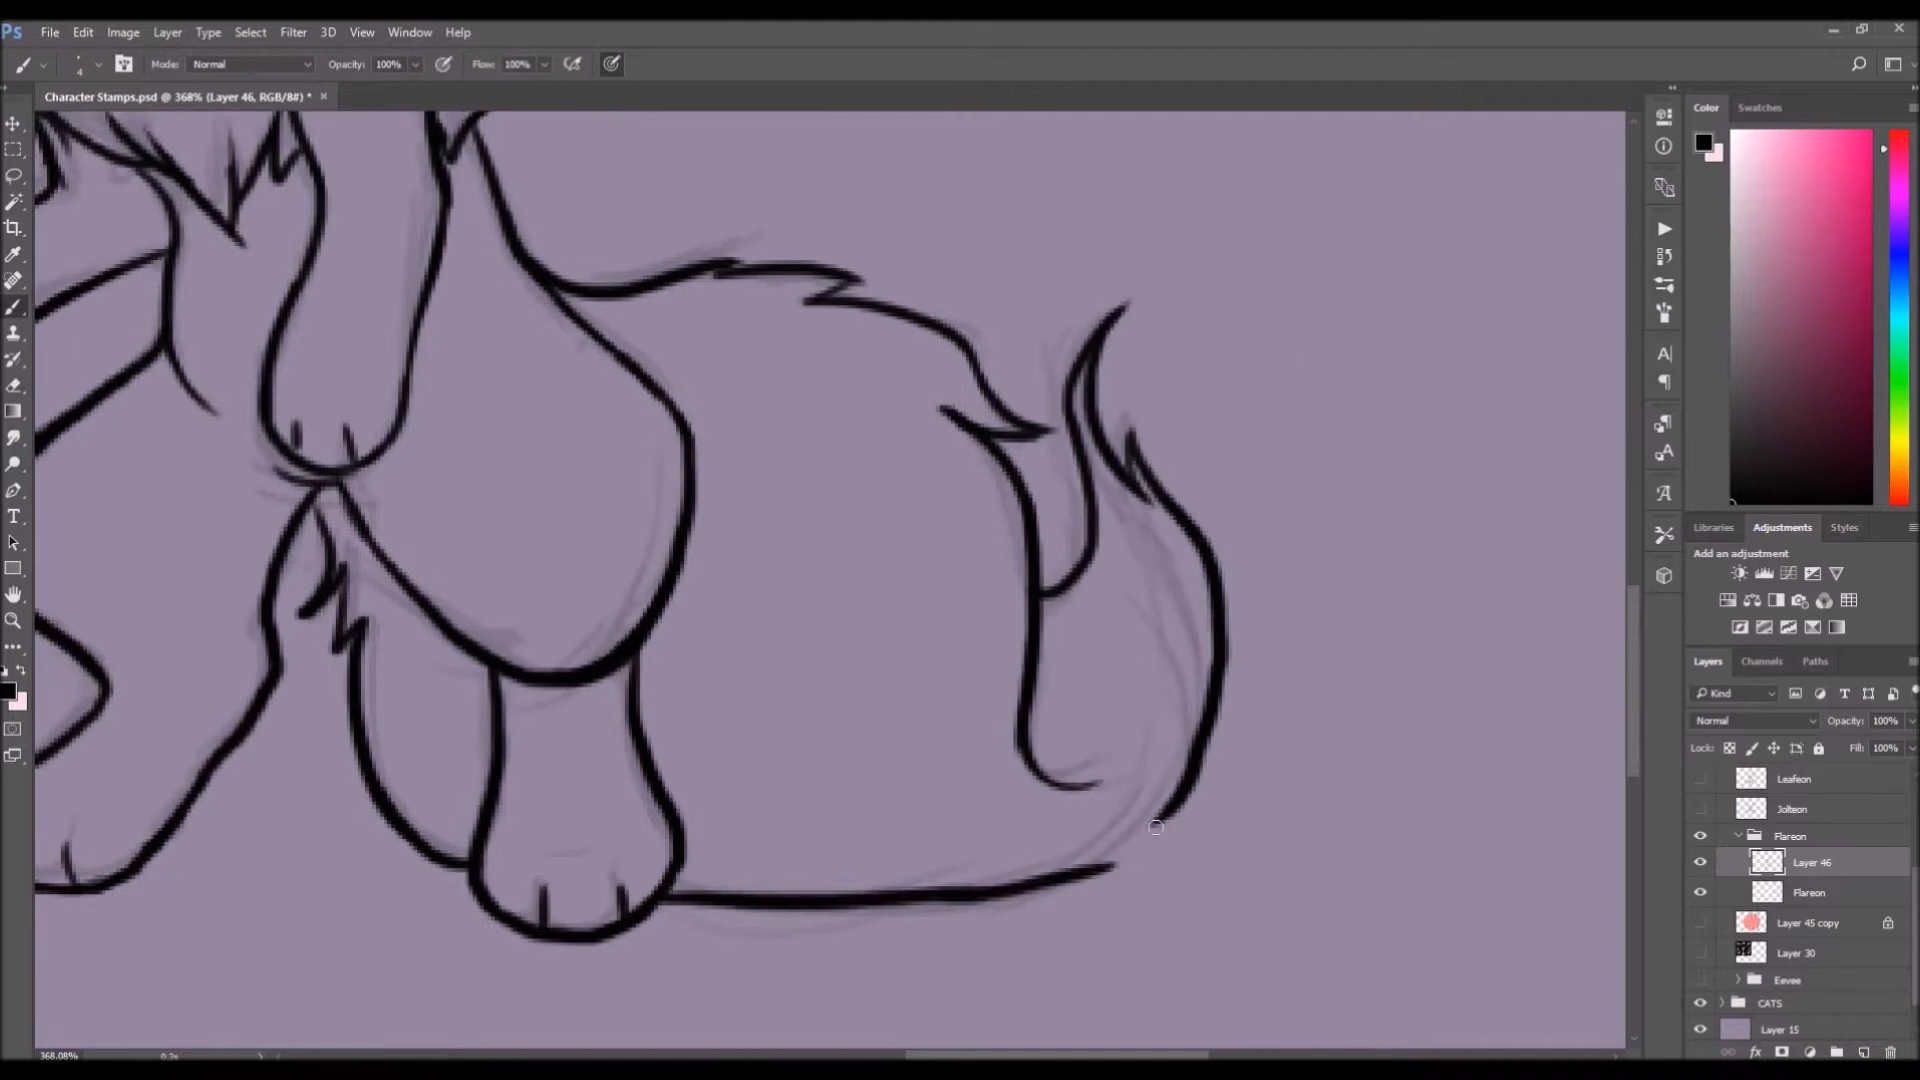 Ps File Edit Image Layer Type Select Filter 3D View Window Help
4 Mode: Normal Opacity: 100% Flow: 100%
Character Stamps.psd @ 368% (Layer 46, RGB/8#) * ×
Color Swatches
Libraries Adjustments Styles
Add an adjustment
Layers Channels Paths
Kind
Normal Opacity: 100%
Lock: Fill: 100%
Leafeon
Jolteon
Flareon
Layer 46
Flareon
Layer 45 copy
Layer 30
Eevee
CATS
Layer 15
368.08% 0.2s